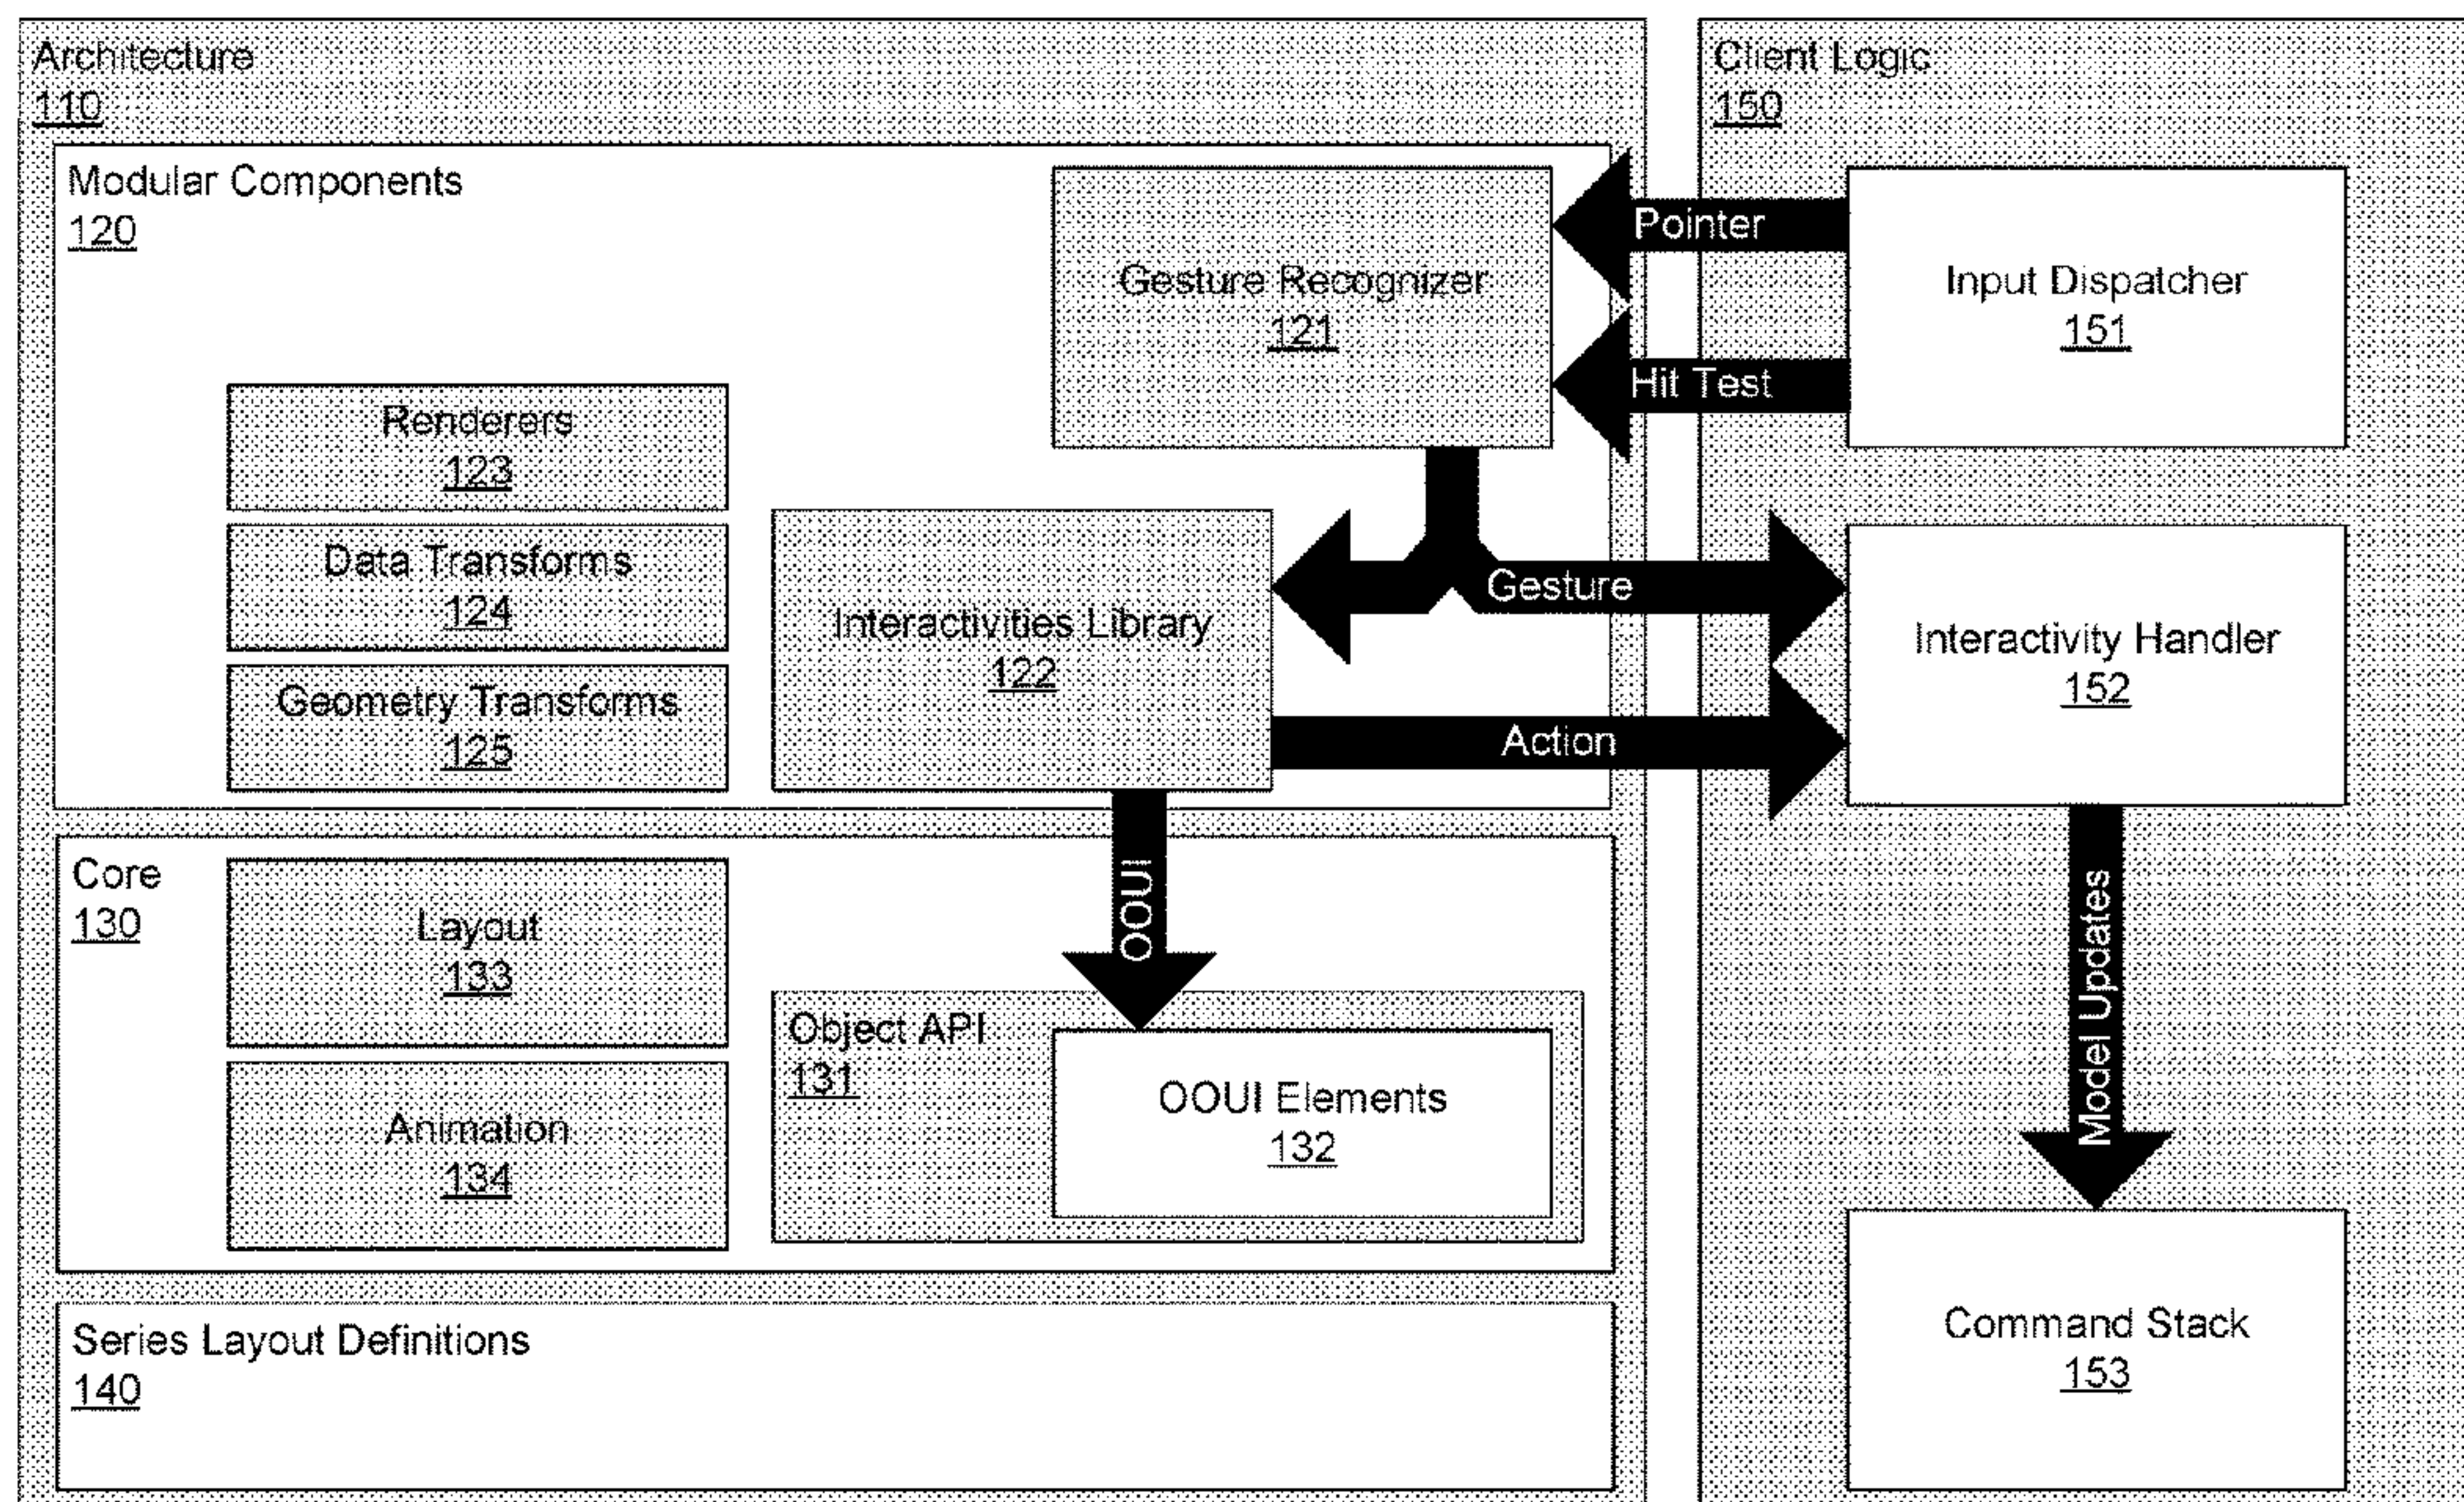 Architecture
110
Modular Components
120
Gesture Recognizer
121
Renderers
123
Data Transforms
124
Geometry Transforms
125
Interactivities Library
122
Core
130
Layout
133
Animation
134
OOUI
Object API
131
OOUI Elements
132
Series Layout Definitions
140
Client Logic
150
Pointer
Hit Test
Input Dispatcher
151
Gesture
Action
Interactivity Handler
152
Model Updates
Command Stack
153